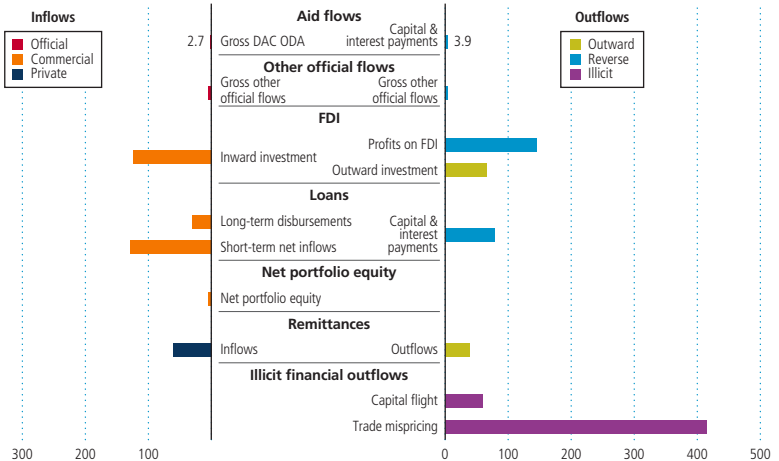 Inflows
Official
Commercial
Private
Outflows
Outward
Reverse
Illicit
Aid flows
2.7 Gross DAC ODA
Capital &
interest payments 3.9
Other official flows
Gross other
official flows
Gross other
official flows
FDI
Inward investment
Profits on FDI
Outward investment
Loans
Long-term disbursements
Short-term net inflows
Capital &
interest
payments
Net portfolio equity
Net portfolio equity
Remittances
Inflows
Outflows
Illicit financial outflows
Capital flight
Trade mispricing
300 200 100
0 100 200 300 400 500